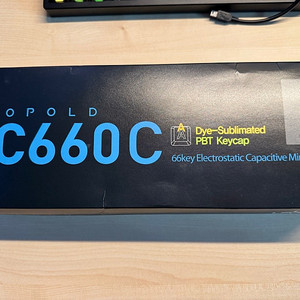 OPOLD
C660C
Dye-Sublimated
PBT Keycap
66key Electrostatic Capacitive Mi